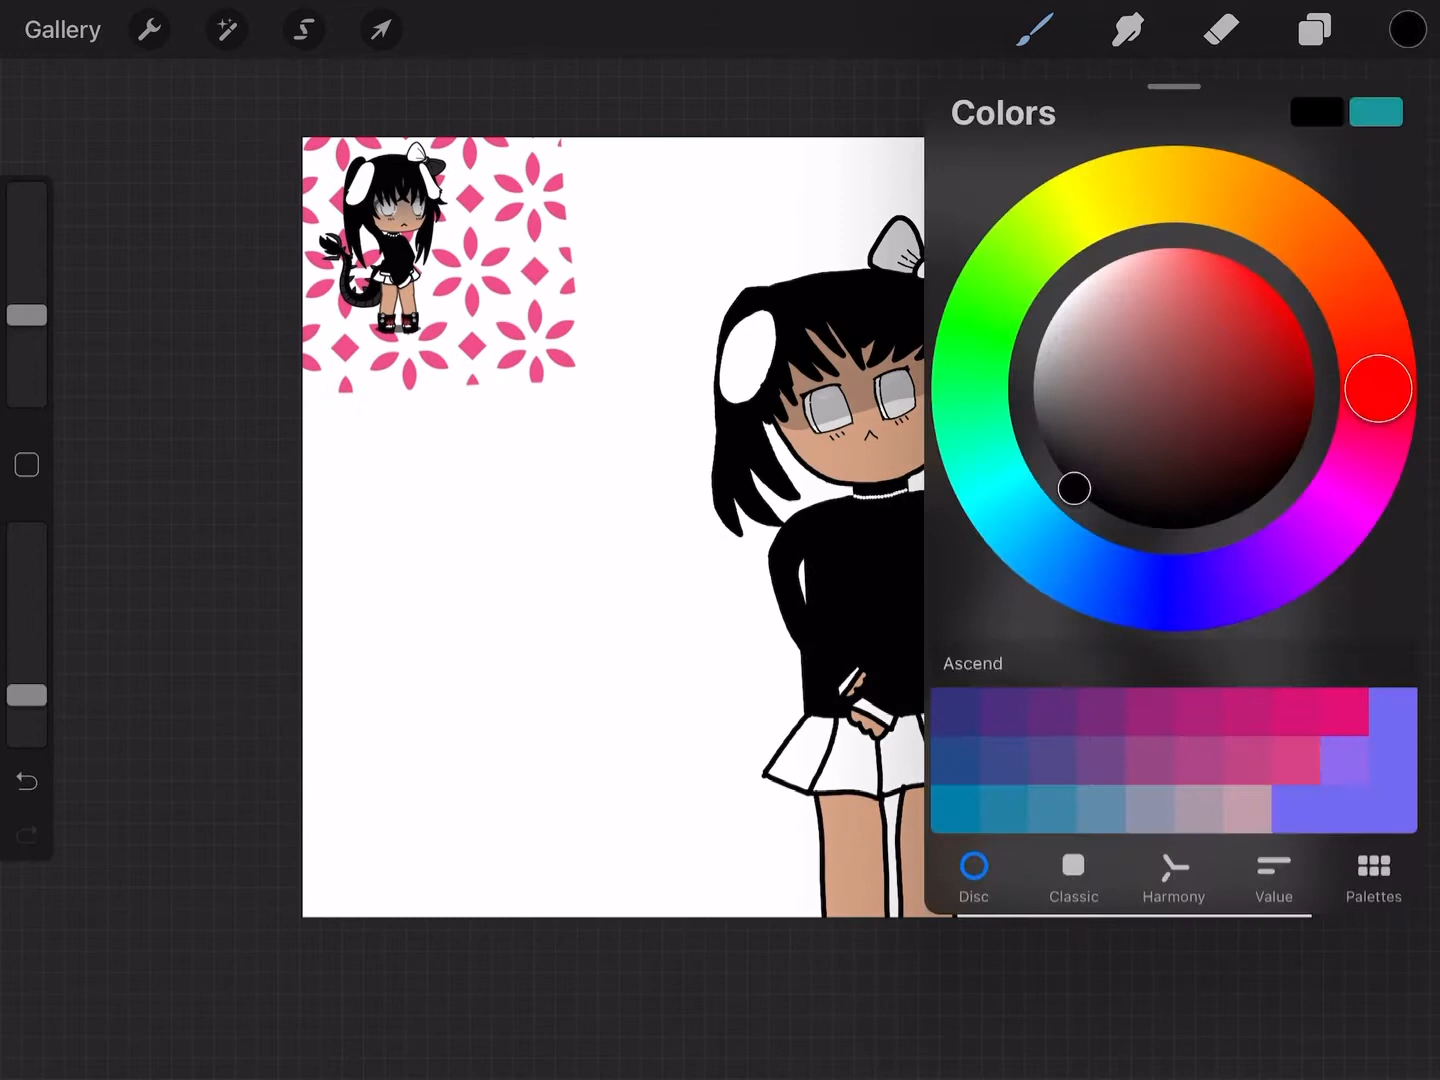 Gallery
Colors
Ascend
Disc
Classic
Harmony
Value
Palettes